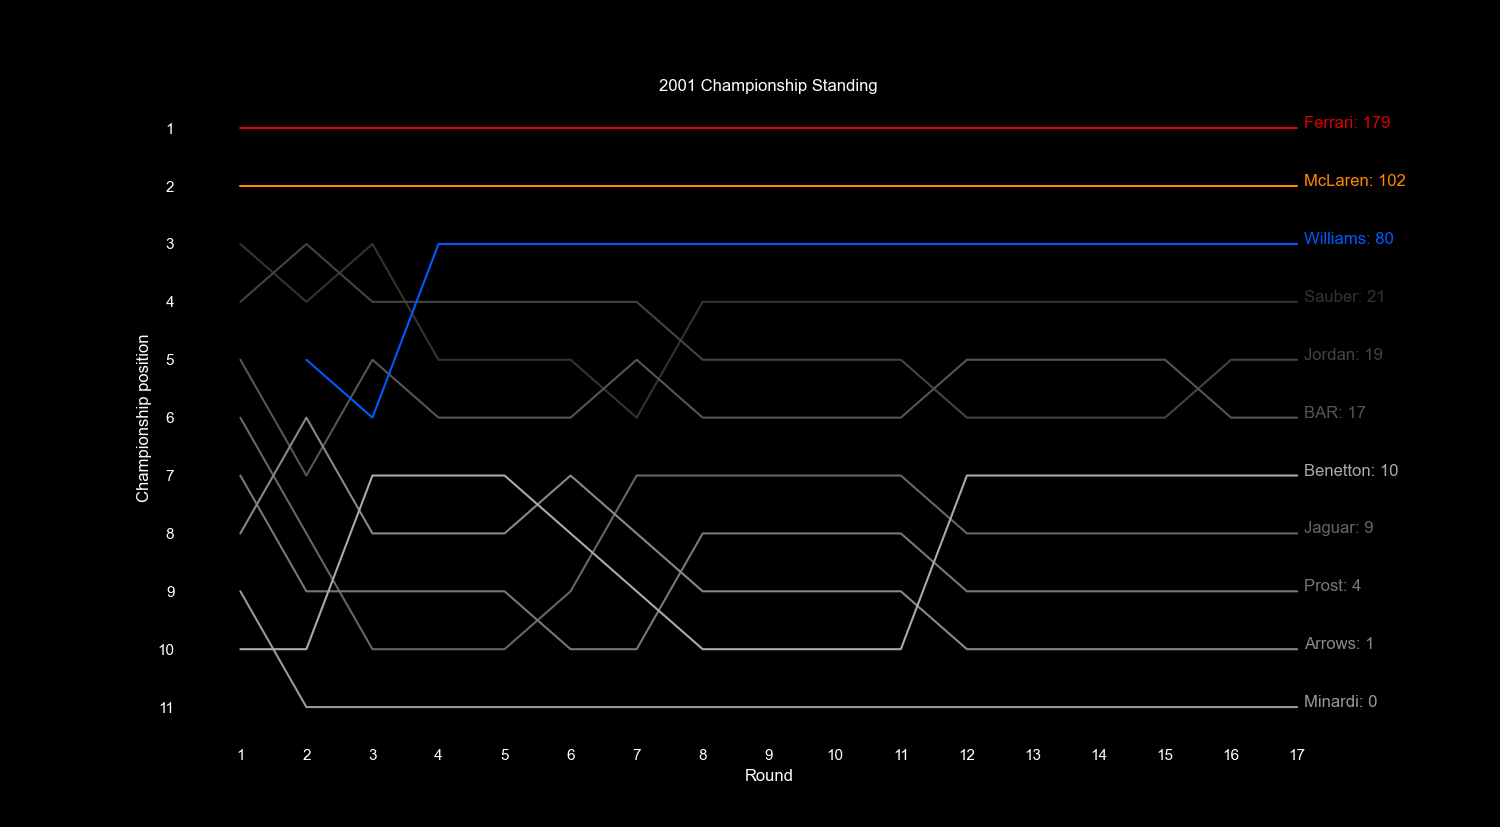 2001 Championship Standing
Championship position
1
2
3
4
5
6
7
8
9
10
11
Ferrari: 179
McLaren: 102
Williams: 80
Sauber: 21
Jordan: 19
BAR: 17
Benetton: 10
Jaguar: 9
Prost: 4
Arrows: 1
Minardi: 0
1 2 3 4 5 6 7 8 9 10 11 12 13 14 15 16 17
Round